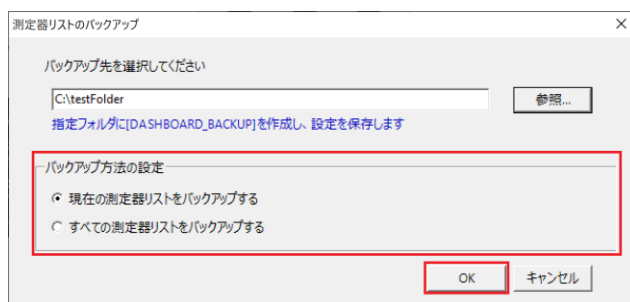 測定器リストのバックアップ
バックアップ先を選択してください
C:\testFolder
参照...
指定フォルダに[DASHBOARD_BACKUP]を作成し、設定を保存します
バックアップ方法の設定
現在の測定器リストをバックアップする
すべての測定器リストをバックアップする
OK
キャンセル